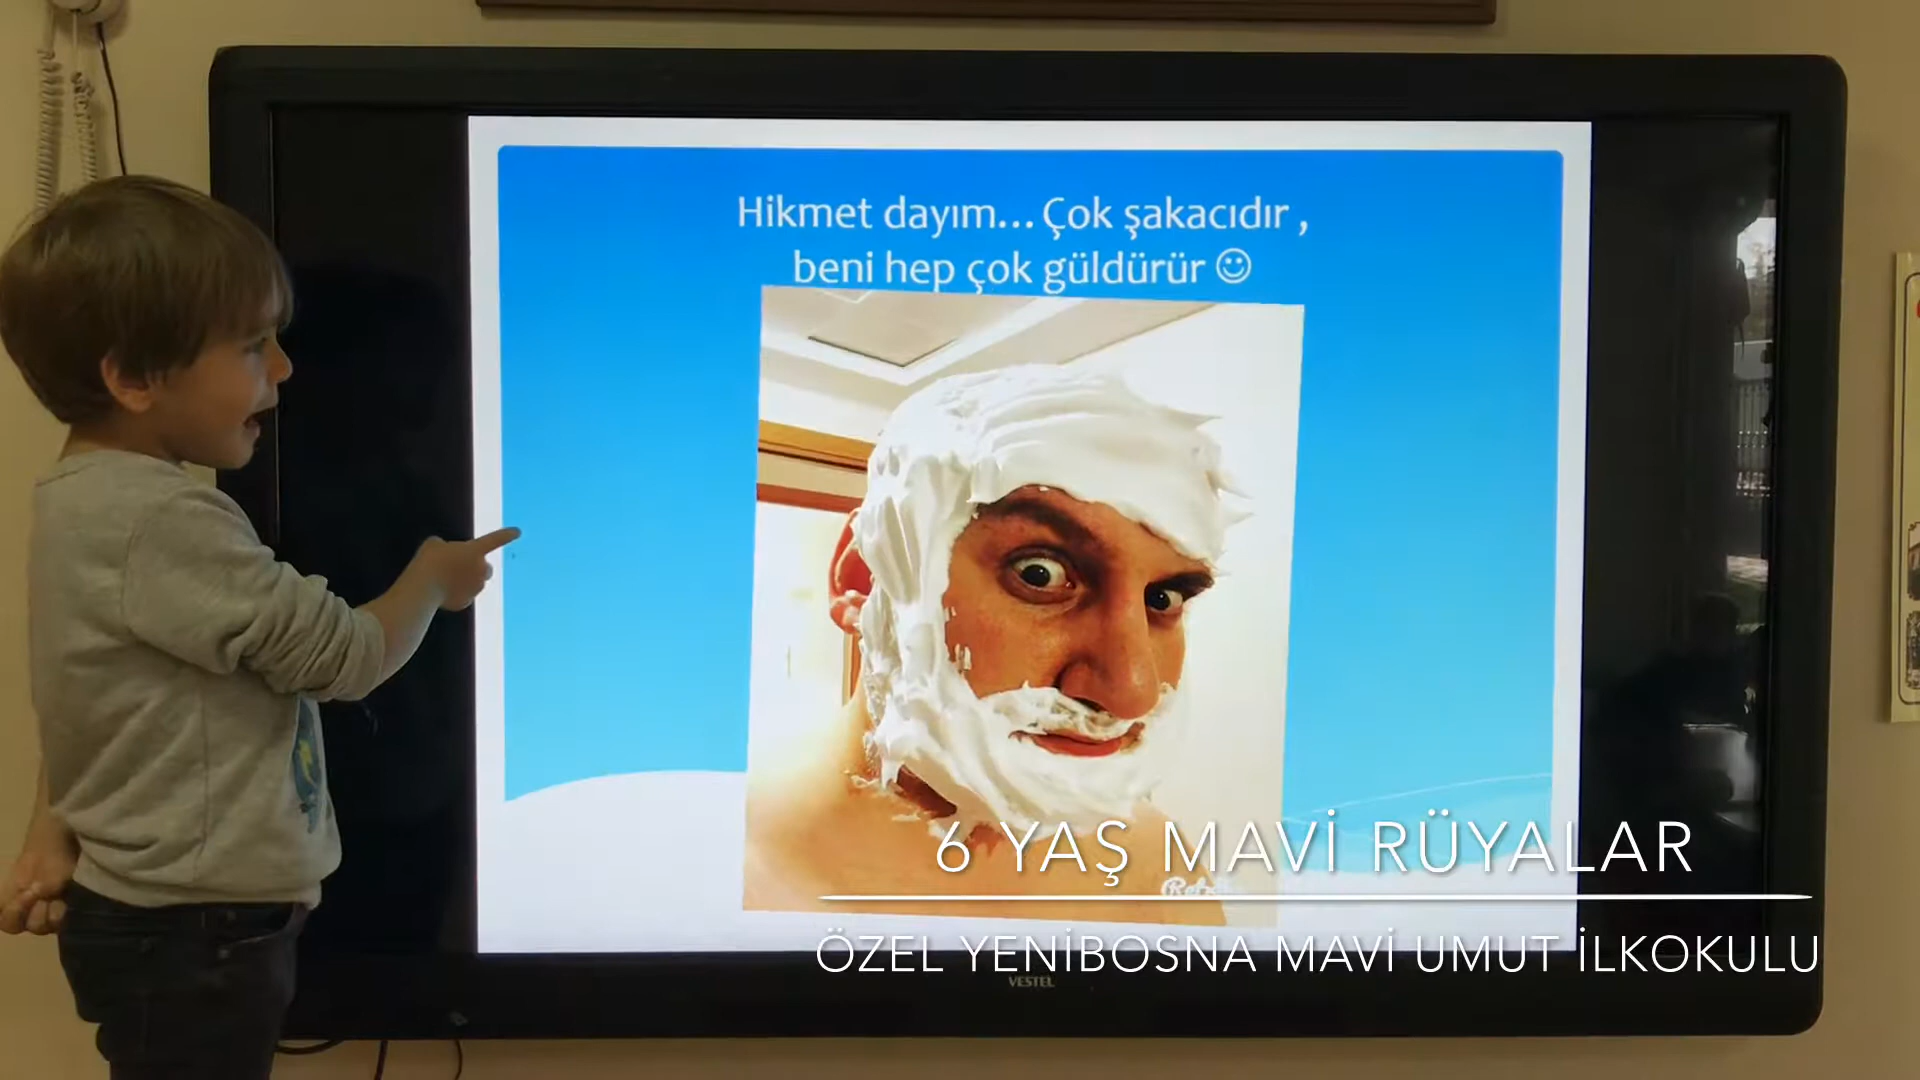 Hikmet dayım... Çok şakacıdır ,
beni hep çok güldürür ☺
6 YAŞ MAVİ RÜYALAR
ÖZEL YENİBOSNA MAVİ UMUT İLKOKULU
VESTEL